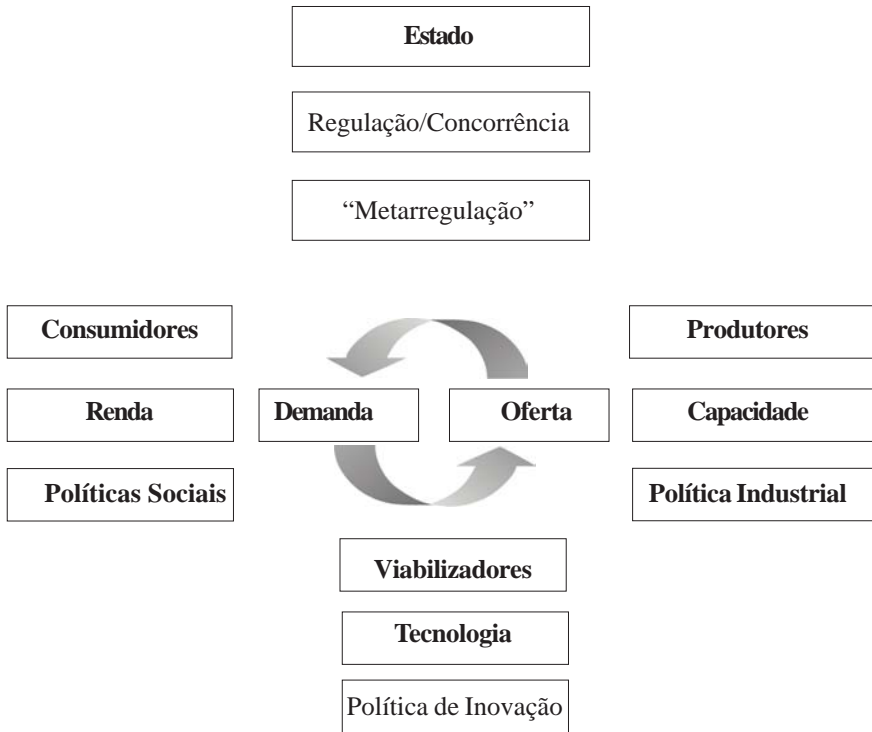 Estado
Regulação/Concorrência
“Metarregulação”
Consumidores
Produtores
Renda
Demanda
Oferta
Capacidade
Políticas Sociais
Política Industrial
Viabilizadores
Tecnologia
Política de Inovação